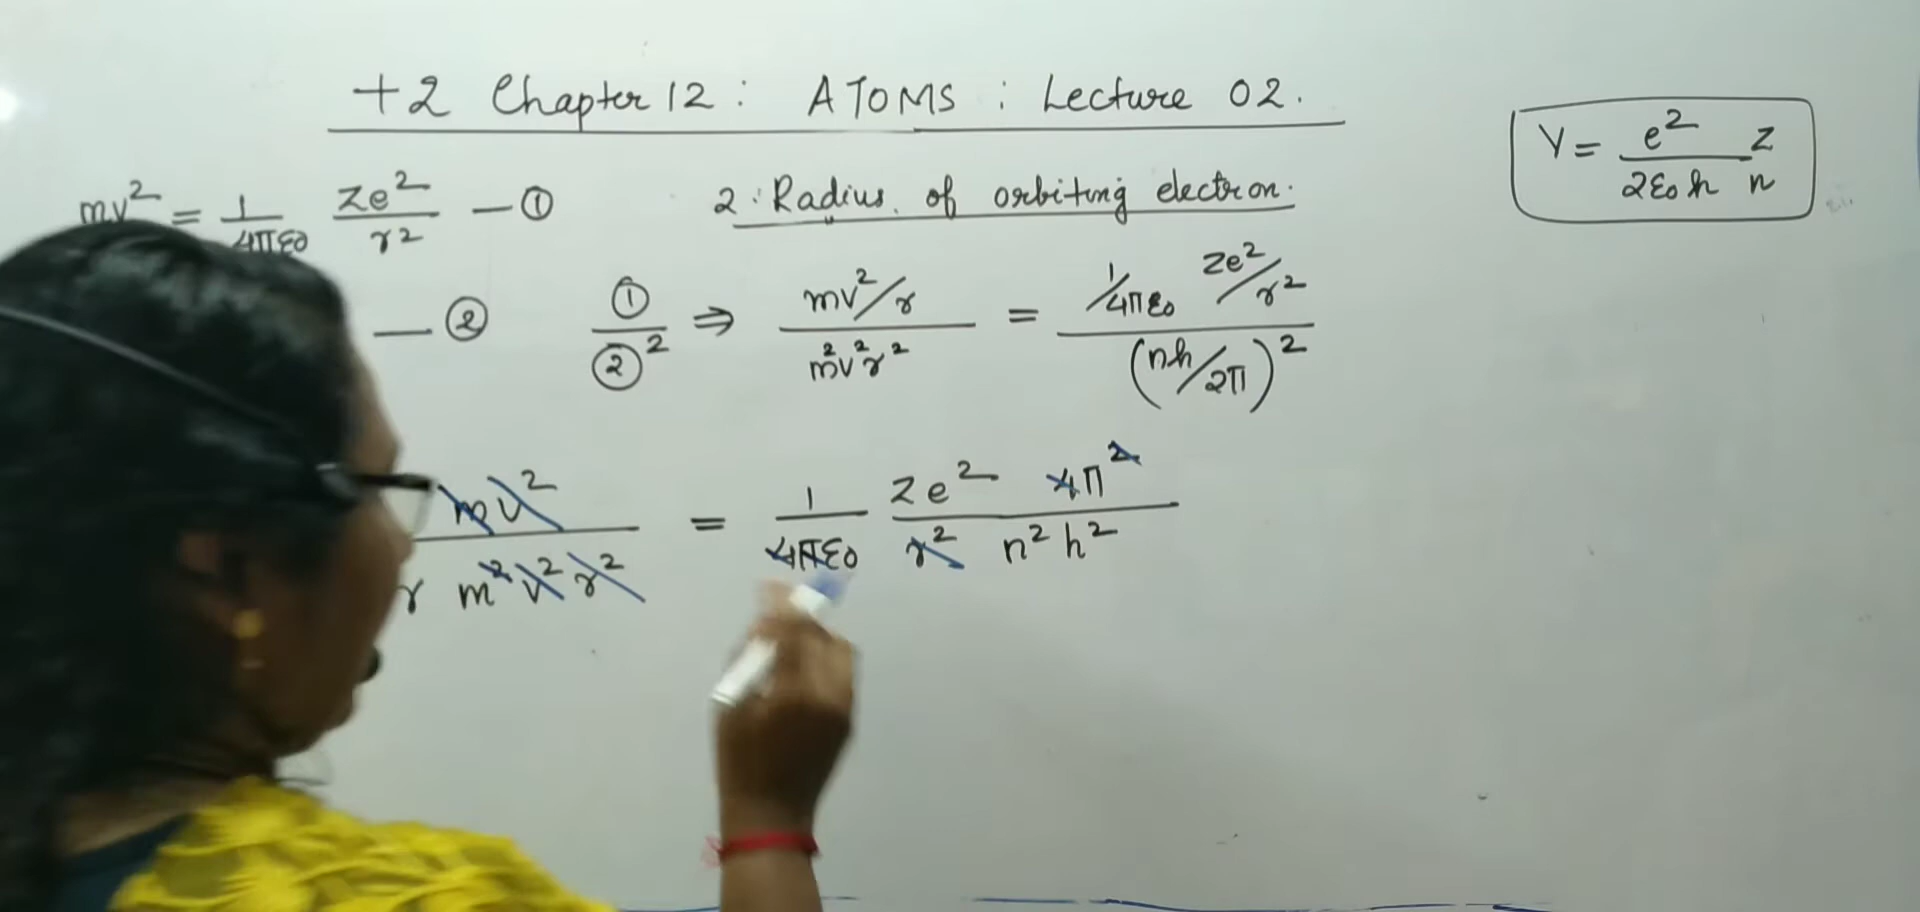 +2 Chapter 12 : ATOMS : Lecture 02.
V = e²/2ε₀h Z/n
mv² = 1/4πε₀ Ze²/r² — ①
2. Radius of orbiting electron.
— ②
①/②² ⇒ (mv²/r)/(m²v²r²) = (1/4πε₀ Ze²/r²)/(nh/2π)²
mv²/(r m²v²r²) = 1/4πε₀ Ze² 4π²/(r² n²h²)